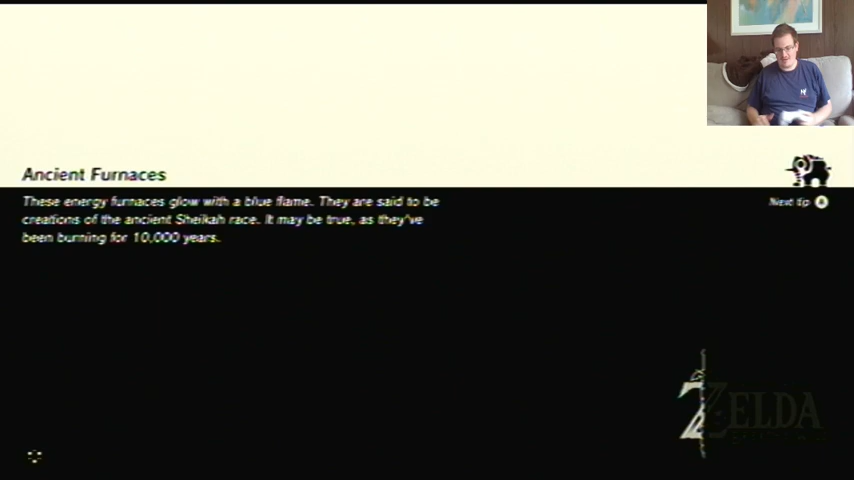 Ancient Furnaces
These energy furnaces glow with a blue flame. They are said to be
creations of the ancient Sheikah race. It may be true, as they've
been burning for 10,000 years.
Next tip A
ZELDA